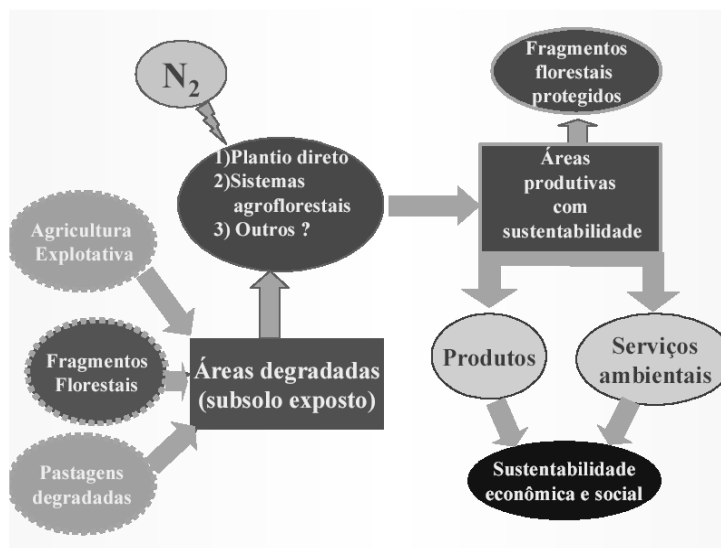 N2
1)Plantio direto
2)Sistemas
agroflorestais
3) Outros ?
Agricultura
Explotativa
Fragmentos
Florestais
Pastagens
degradadas
Áreas degradadas
(subsolo exposto)
Fragmentos
florestais
protegidos
Áreas
produtivas
com
sustentabilidade
Produtos
Serviços
ambientais
Sustentabilidade
econômica e social